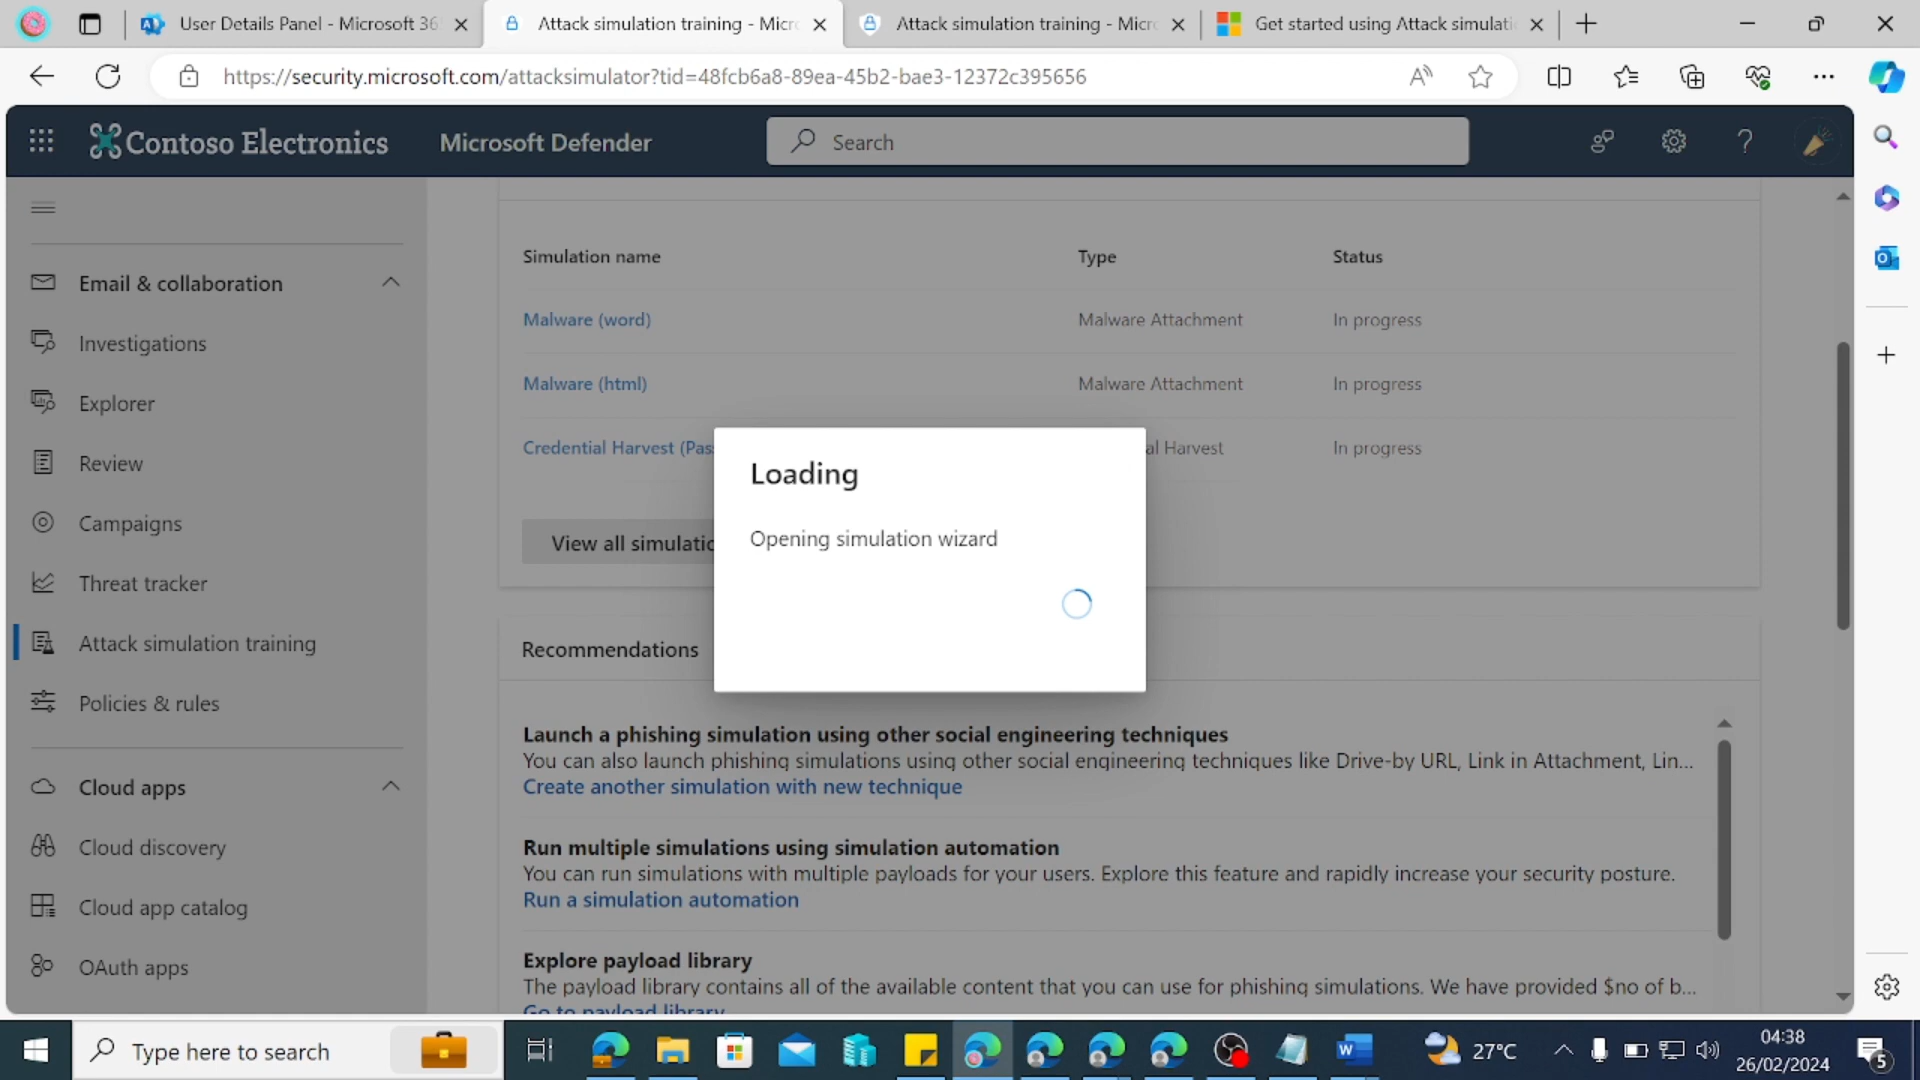 User Details Panel - Microsoft 36
Attack simulation training - Micr
Attack simulation training - Micr
Get started using Attack simulati
https://security.microsoft.com/attacksimulator?tid=48fcb6a8-89ea-45b2-bae3-12372c395656
Contoso Electronics
Microsoft Defender
Search
Email & collaboration
Investigations
Explorer
Review
Campaigns
Threat tracker
Attack simulation training
Policies & rules
Cloud apps
Cloud discovery
Cloud app catalog
OAuth apps
Simulation name Type Status
Malware (word) Malware Attachment In progress
Malware (html) Malware Attachment In progress
Credential Harvest (Pas al Harvest In progress
View all simulatio
Loading
Opening simulation wizard
Recommendations
Launch a phishing simulation using other social engineering techniques
You can also launch phishing simulations using other social engineering techniques like Drive-by URL, Link in Attachment, Lin...
Create another simulation with new technique
Run multiple simulations using simulation automation
You can run simulations with multiple payloads for your users. Explore this feature and rapidly increase your security posture.
Run a simulation automation
Explore payload library
The payload library contains all of the available content that you can use for phishing simulations. We have provided $no of b...
Go to payload library
Type here to search
27°C
04:38
26/02/2024
5